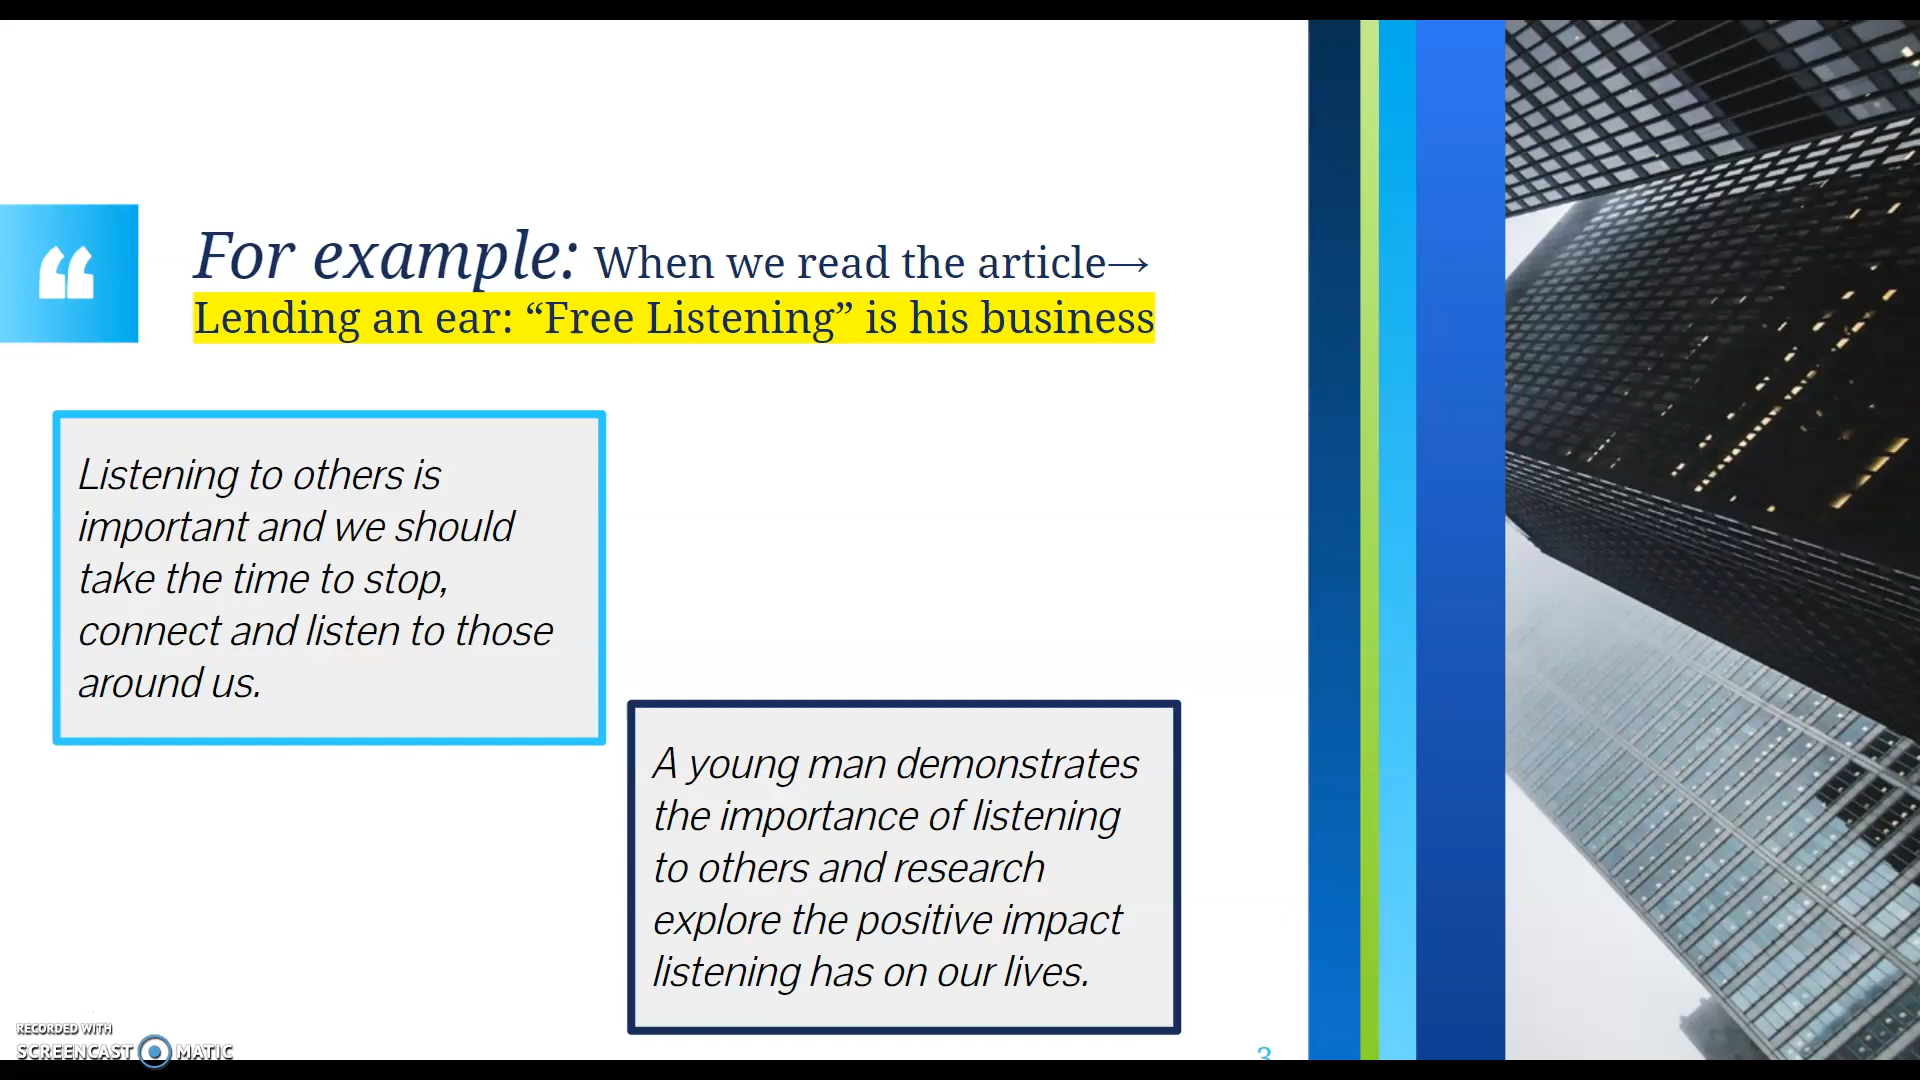 For example: When we read the article→
Lending an ear: “Free Listening” is his business
Listening to others is
important and we should
take the time to stop,
connect and listen to those
around us.
A young man demonstrates
the importance of listening
to others and research
explore the positive impact
listening has on our lives.
3
RECORDED WITH
SCREENCAST MATIC